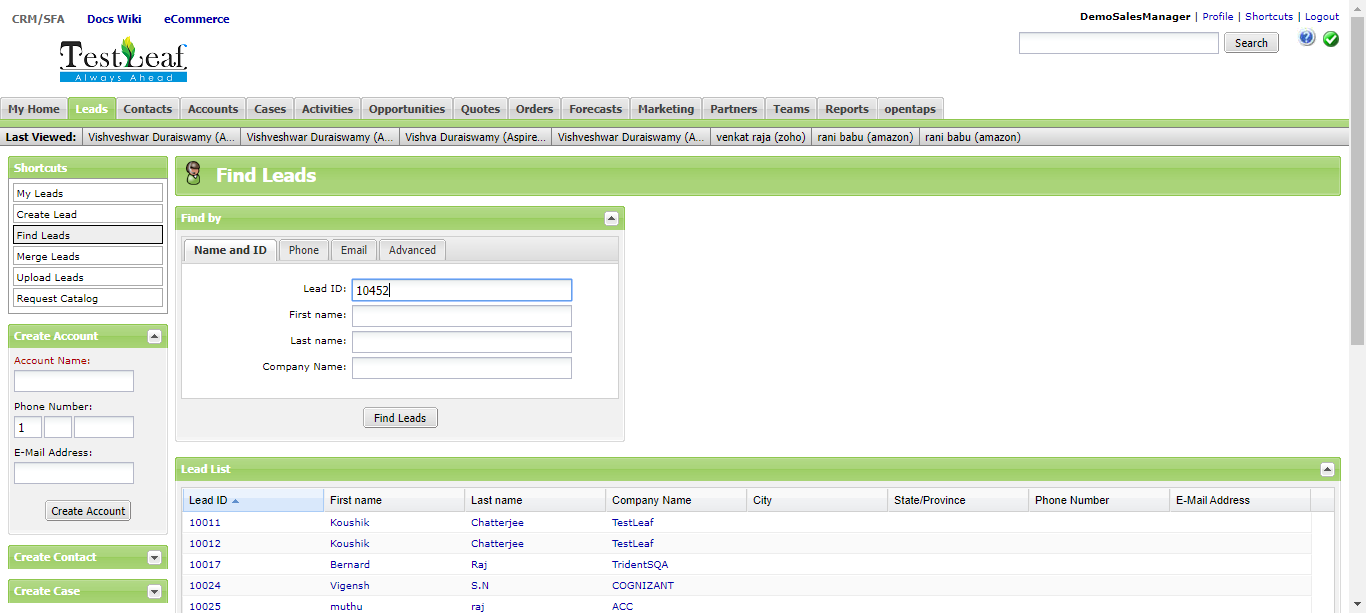 CRM/SFA Docs Wiki eCommerce
DemoSalesManager | Profile | Shortcuts | Logout
TestLeaf
Always Ahead
Search
My Home Leads Contacts Accounts Cases Activities Opportunities Quotes Orders Forecasts Marketing Partners Teams Reports opentaps
Last Viewed: Vishveshwar Duraiswamy (A... Vishveshwar Duraiswamy (A... Vishva Duraiswamy (Aspire... Vishveshwar Duraiswamy (A... venkat raja (zoho) rani babu (amazon) rani babu (amazon)
Shortcuts
My Leads
Create Lead
Find Leads
Merge Leads
Upload Leads
Request Catalog
Create Account
Account Name:
Phone Number:
1
E-Mail Address:
Create Account
Create Contact
Create Case
Find Leads
Find by
Name and ID Phone Email Advanced
Lead ID: 10452
First name:
Last name:
Company Name:
Find Leads
Lead List
Lead ID First name Last name Company Name City State/Province Phone Number E-Mail Address
10011 Koushik Chatterjee TestLeaf
10012 Koushik Chatterjee TestLeaf
10017 Bernard Raj TridentSQA
10024 Vigensh S.N COGNIZANT
10025 muthu raj ACC